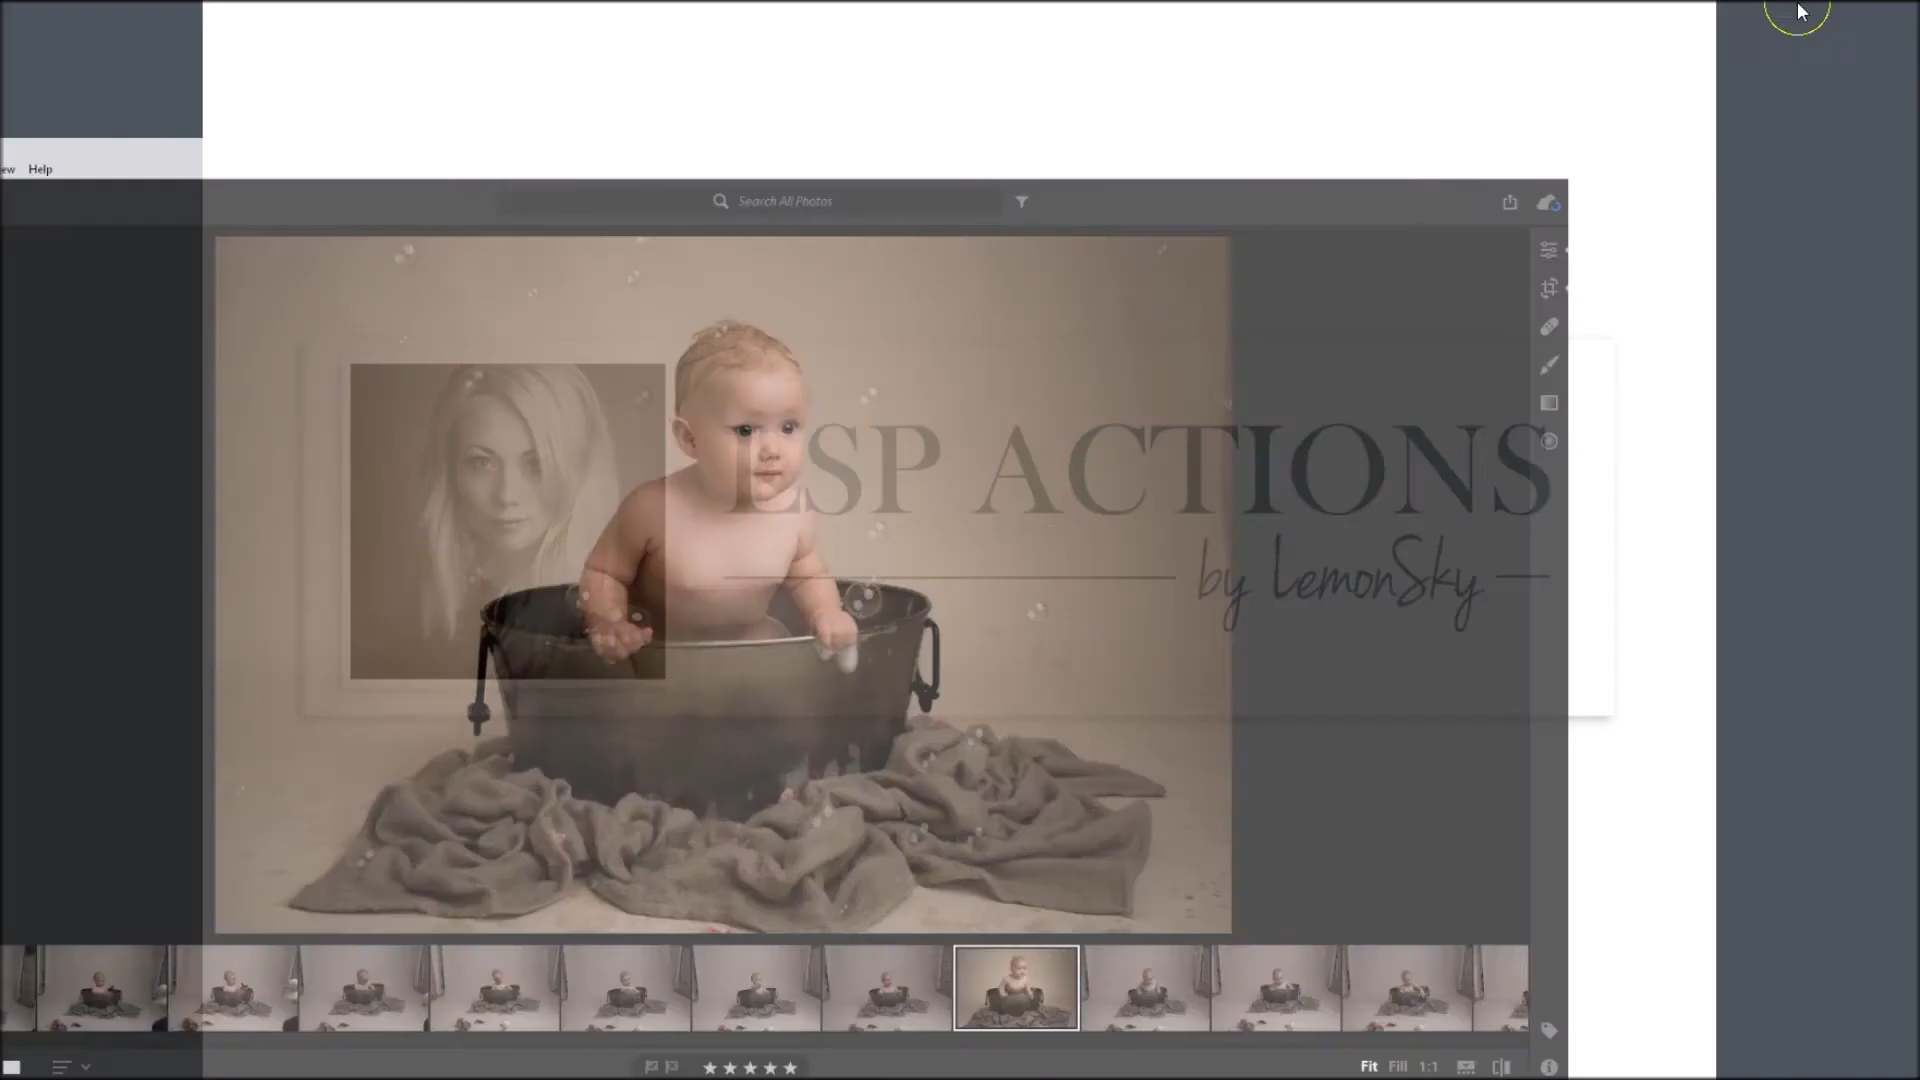 ew Help
Search All Photos
LSP ACTIONS
by LemonSky
Fit Fill 1:1